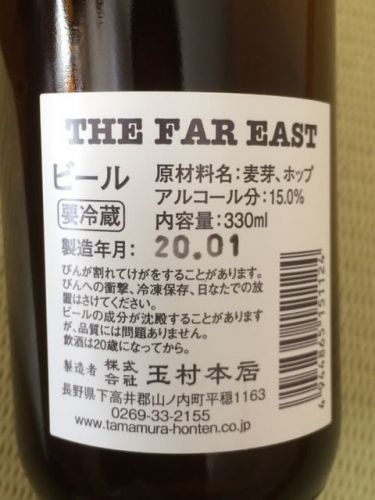 THE FAR EAST
ビール
要冷蔵
原材料名:麦芽、ホップ
アルコール分:15.0%
内容量:330ml
製造年月: 20.01
びんが割れてけがをすることがあります。
びんへの衝撃、冷凍保存、日なたでの放
置はさけてください。
ビールの成分が沈殿することがあります
が、品質には問題ありません。
飲酒は20歳になってから。
製造者 株式会社 玉村本店
長野県下高井郡山ノ内町平穏1163
0269-33-2155
www.tamamura-honten.co.jp
4944865151124